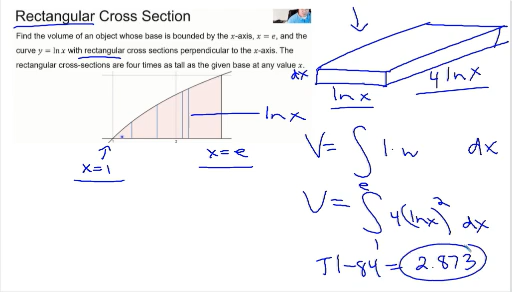 Rectangular Cross Section
Find the volume of an object whose base is bounded by the x-axis, x = e, and the
curve y = ln x with rectangular cross sections perpendicular to the x-axis. The
rectangular cross-sections are four times as tall as the given base at any value x.
dx
ln x
4 ln x
ln x
x=1
x=e
V= ∫ l·w dx
V= ∫₁ᵉ 4(ln x)² dx
TI-84 = 2.873